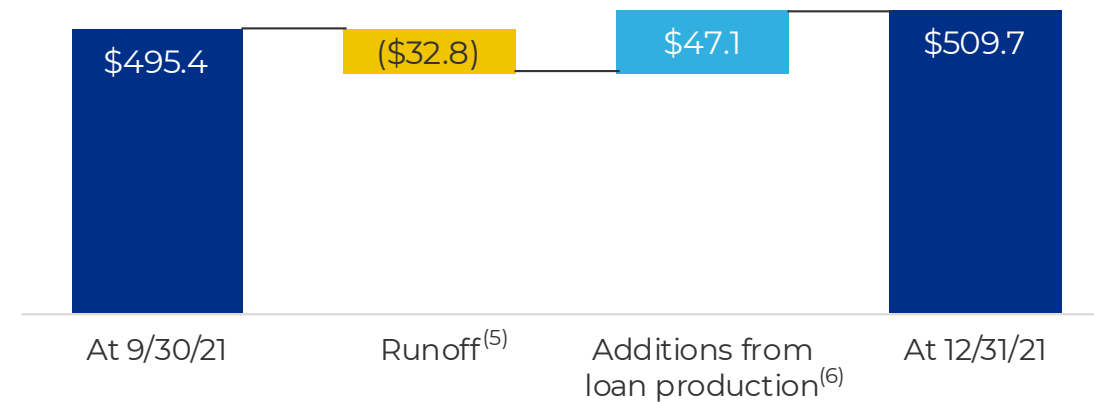 $495.4
($32.8)
$47.1
$509.7
At 9/30/21
Runoff(5)
Additions from
loan production(6)
At 12/31/21